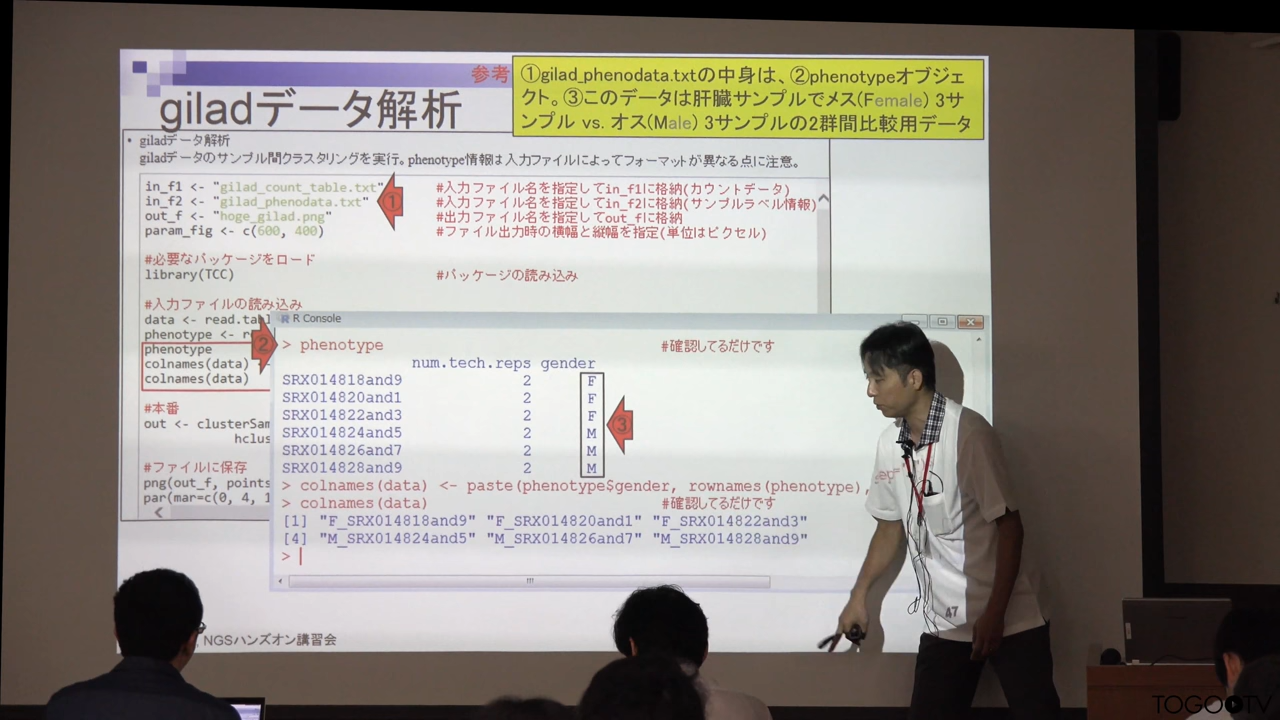 参考
①gilad_phenodata.txtの中身は、②phenotypeオブジェ
クト。③このデータは肝臓サンプルでメス(Female) 3サ
ンプル vs. オス(Male) 3サンプルの2群間比較用データ
giladデータ解析
• giladデータ解析
giladデータのサンプル間クラスタリングを実行。phenotype情報は入力ファイルによってフォーマットが異なる点に注意。
in_f1 <- "gilad_count_table.txt" #入力ファイル名を指定してin_f1に格納(カウントデータ)
in_f2 <- "gilad_phenodata.txt" #入力ファイル名を指定してin_f2に格納(サンプルラベル情報)
①
out_f <- "hoge_gilad.png" #出力ファイル名を指定してout_fに格納
param_fig <- c(600, 400) #ファイル出力時の横幅と縦幅を指定(単位はピクセル)
#必要なパッケージをロード
library(TCC) #パッケージの読み込み
#入力ファイルの読み込み
data <- read.tabl
phenotype <- r
phenotype
colnames(data)
colnames(data)
#本番
out <- clusterSam
hclus
#ファイルに保存
png(out_f, points
par(mar=c(0, 4, 1
②
R Console
> phenotype #確認してるだけです
num.tech.reps gender
SRX014818and9 2 F
SRX014820and1 2 F
SRX014822and3 2 F
③
SRX014824and5 2 M
SRX014826and7 2 M
SRX014828and9 2 M
> colnames(data) <- paste(phenotype$gender, rownames(phenotype),
> colnames(data) #確認してるだけです
[1] "F_SRX014818and9" "F_SRX014820and1" "F_SRX014822and3"
[4] "M_SRX014824and5" "M_SRX014826and7" "M_SRX014828and9"
>
, NGSハンズオン講習会
47
TOGOTV